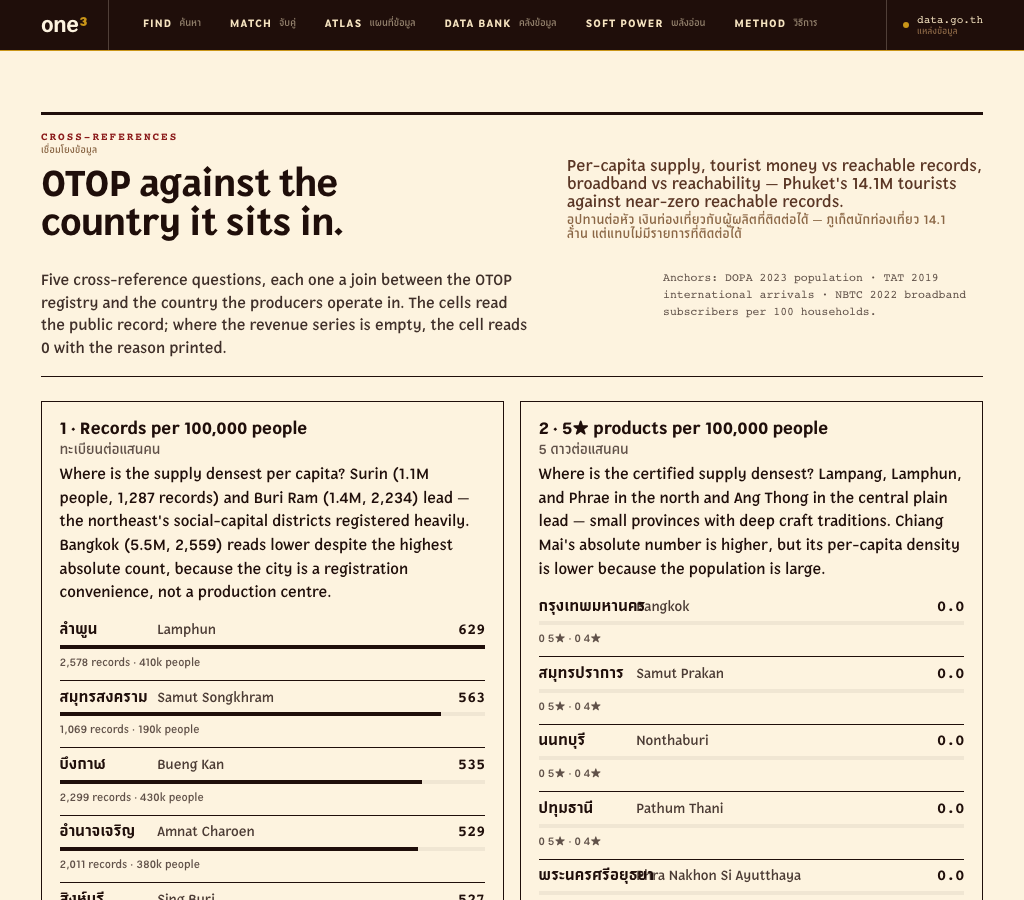 one³
FIND ค้นหา
MATCH จับคู่
ATLAS แผนที่ข้อมูล
DATA BANK คลังข้อมูล
SOFT POWER พลังอ่อน
METHOD วิธีการ
data.go.th
แหล่งข้อมูล
CROSS-REFERENCES
เชื่อมโยงข้อมูล
OTOP against the
country it sits in.
Per-capita supply, tourist money vs reachable records,
broadband vs reachability — Phuket's 14.1M tourists
against near-zero reachable records.
อุปทานต่อหัว เงินท่องเที่ยวกับผู้ผลิตที่ติดต่อได้ — ภูเก็ตนักท่องเที่ยว 14.1
ล้าน แต่แทบไม่มีรายการที่ติดต่อได้
Five cross-reference questions, each one a join between the OTOP
registry and the country the producers operate in. The cells read
the public record; where the revenue series is empty, the cell reads
0 with the reason printed.
Anchors: DOPA 2023 population · TAT 2019
international arrivals · NBTC 2022 broadband
subscribers per 100 households.
1 · Records per 100,000 people
ทะเบียนต่อแสนคน
Where is the supply densest per capita? Surin (1.1M
people, 1,287 records) and Buri Ram (1.4M, 2,234) lead —
the northeast's social-capital districts registered heavily.
Bangkok (5.5M, 2,559) reads lower despite the highest
absolute count, because the city is a registration
convenience, not a production centre.
ลำพูน Lamphun 629
2,578 records · 410k people
สมุทรสงคราม Samut Songkhram 563
1,069 records · 190k people
บึงกาฬ Bueng Kan 535
2,299 records · 430k people
อำนาจเจริญ Amnat Charoen 529
2,011 records · 380k people
สิงห์บุรี Sing Buri 527
2 · 5★ products per 100,000 people
5 ดาวต่อแสนคน
Where is the certified supply densest? Lampang, Lamphun,
and Phrae in the north and Ang Thong in the central plain
lead — small provinces with deep craft traditions. Chiang
Mai's absolute number is higher, but its per-capita density
is lower because the population is large.
กรุงเทพมหานคร Bangkok 0.0
0 5★ · 0 4★
สมุทรปราการ Samut Prakan 0.0
0 5★ · 0 4★
นนทบุรี Nonthaburi 0.0
0 5★ · 0 4★
ปทุมธานี Pathum Thani 0.0
0 5★ · 0 4★
พระนครศรีอยุธยา Phra Nakhon Si Ayutthaya 0.0